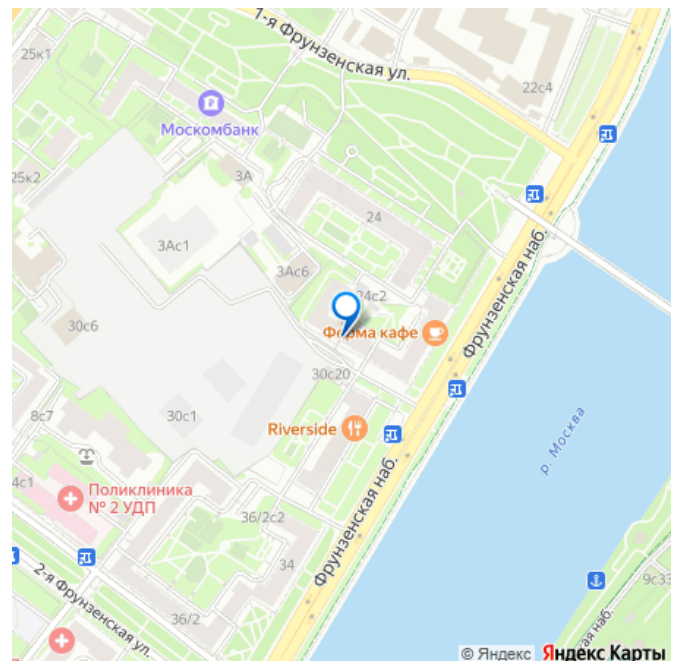 25к1
1-я Фрунзенская ул.
22с4
Москомбанк
25к2
3А
24
3Ас1
3Ас6
Фрунзенская наб.
24с2
30с6
Ферма кафе
30с20
8с7
30с1
Riverside
р. Москва
4с1
Поликлиника
№ 2 УДП
36/2с2
Фрунзенская наб.
34
2-я Фрунзенская ул.
36/2
9с33
наб.
© Яндекс Яндекс Карты